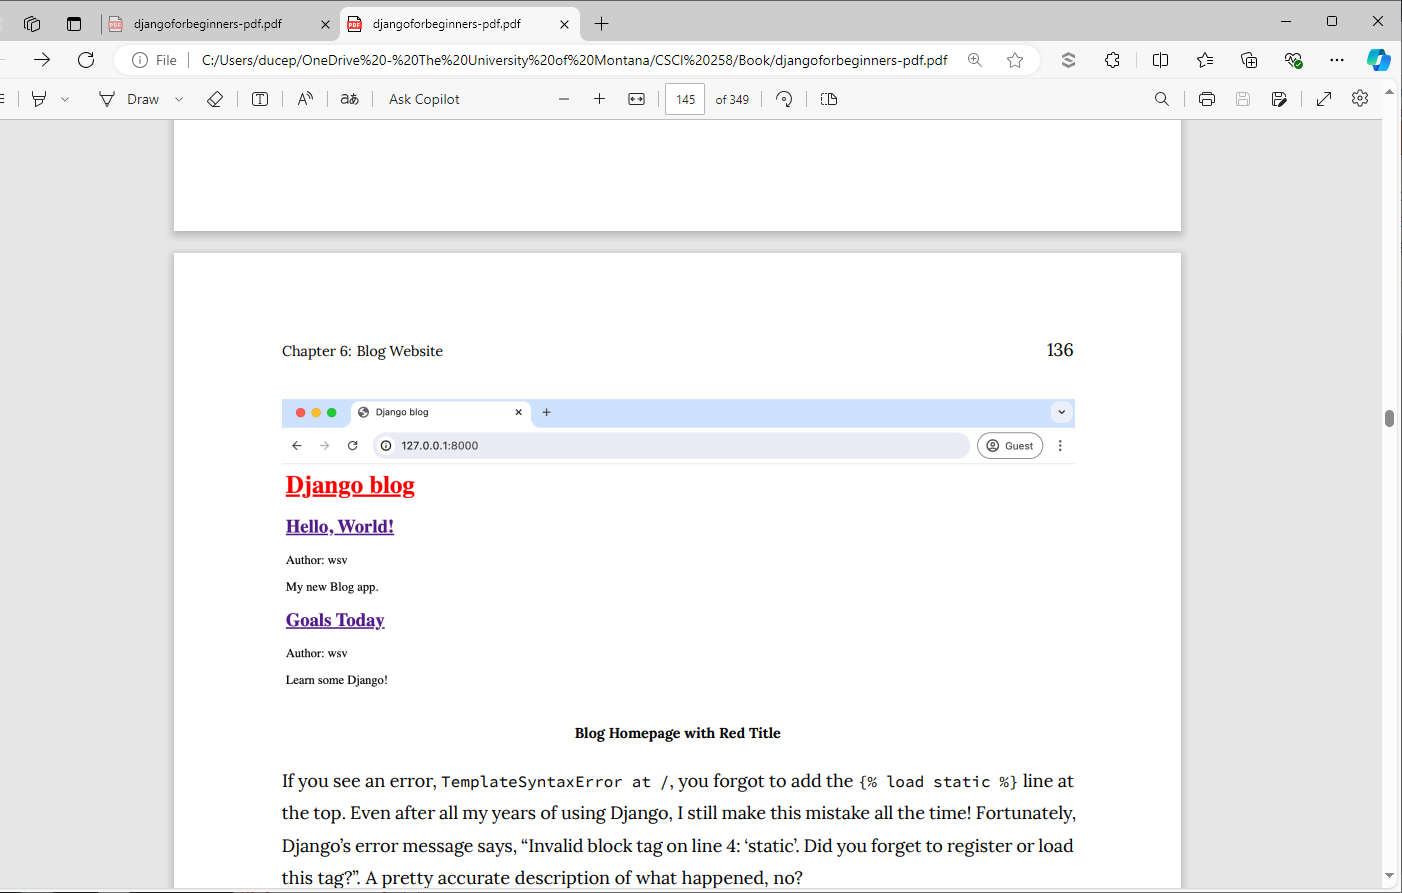 djangoforbeginners-pdf.pdf
djangoforbeginners-pdf.pdf
File
C:/Users/ducep/OneDrive%20-%20The%20University%20of%20Montana/CSCI%20258/Book/djangoforbeginners-pdf.pdf
Draw
Ask Copilot
145
of 349
Chapter 6: Blog Website
136
Django blog
127.0.0.1:8000
Guest
Django blog
Hello, World!
Author: wsv
My new Blog app.
Goals Today
Author: wsv
Learn some Django!
Blog Homepage with Red Title
If you see an error, TemplateSyntaxError at /, you forgot to add the {% load static %} line at
the top. Even after all my years of using Django, I still make this mistake all the time! Fortunately,
Django’s error message says, “Invalid block tag on line 4: ‘static’. Did you forget to register or load
this tag?”. A pretty accurate description of what happened, no?